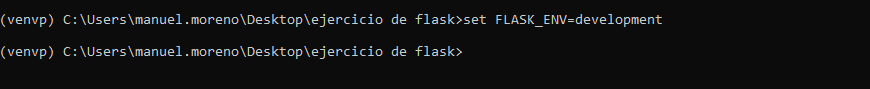 (venvp) C:\Users\manuel.moreno\Desktop\ejercicio de flask>set FLASK_ENV=development
(venvp) C:\Users\manuel.moreno\Desktop\ejercicio de flask>